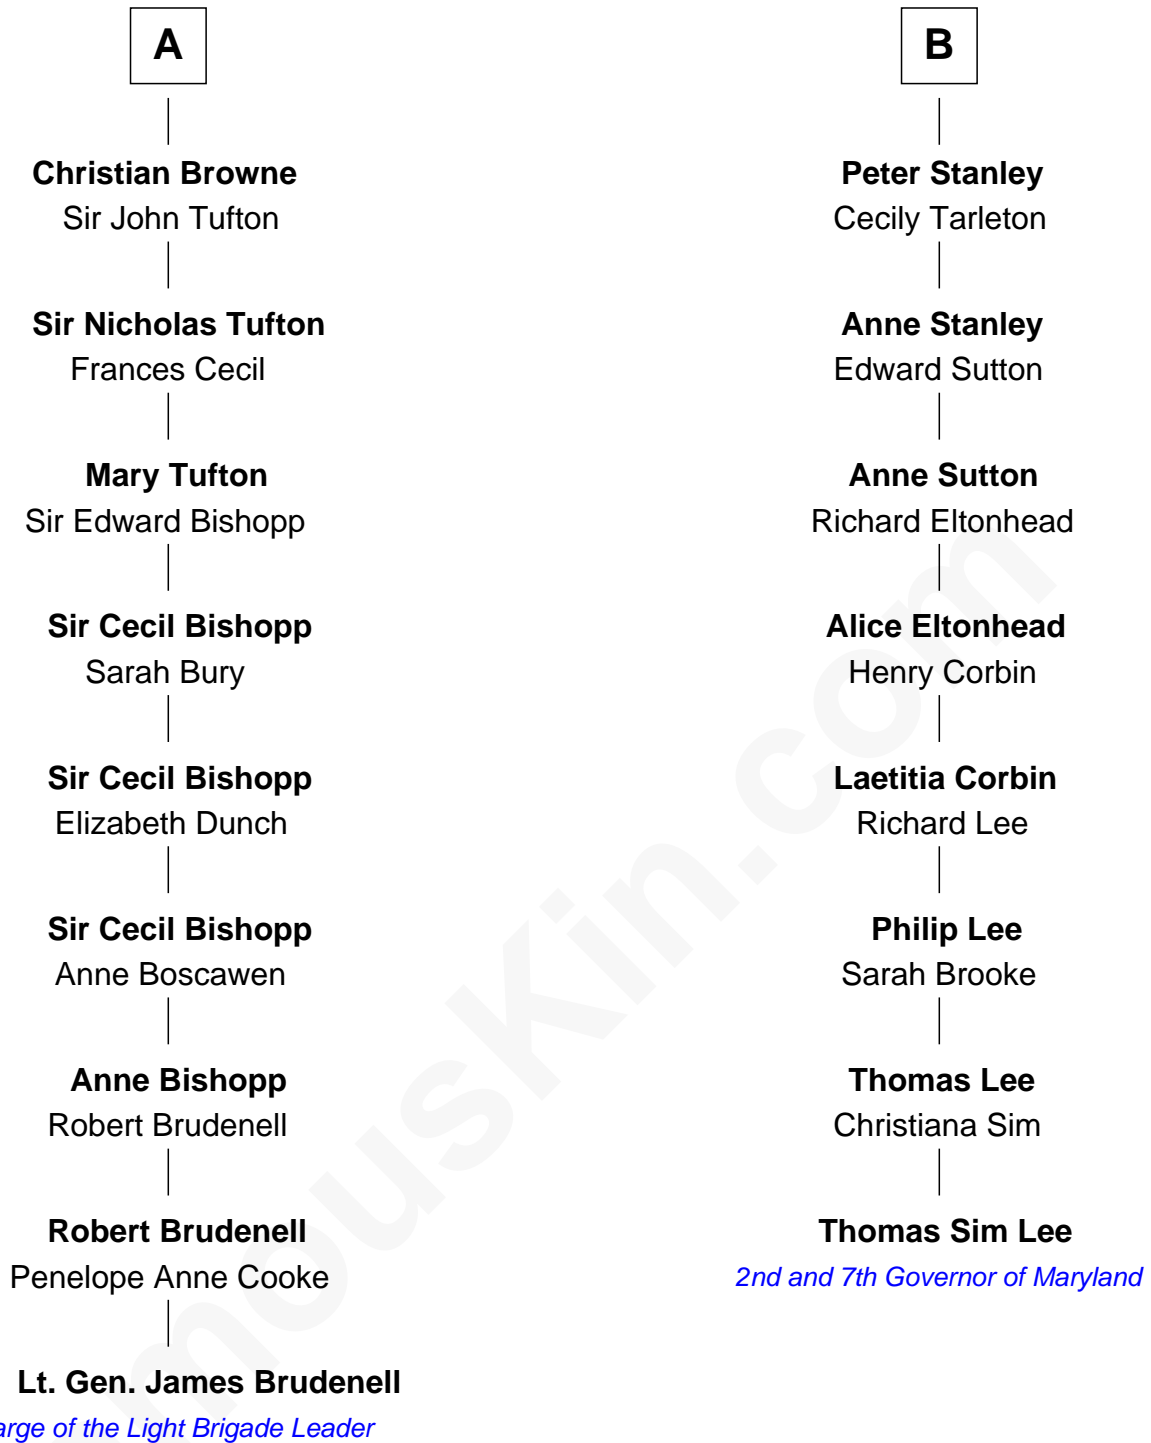 A
Christian Browne
Sir John Tufton
Sir Nicholas Tufton
Frances Cecil
Mary Tufton
Sir Edward Bishopp
Sir Cecil Bishopp
Sarah Bury
Sir Cecil Bishopp
Elizabeth Dunch
Sir Cecil Bishopp
Anne Boscawen
Anne Bishopp
Robert Brudenell
Robert Brudenell
Penelope Anne Cooke
Lt. Gen. James Brudenell
arge of the Light Brigade Leader
B
Peter Stanley
Cecily Tarleton
Anne Stanley
Edward Sutton
Anne Sutton
Richard Eltonhead
Alice Eltonhead
Henry Corbin
Laetitia Corbin
Richard Lee
Philip Lee
Sarah Brooke
Thomas Lee
Christiana Sim
Thomas Sim Lee
2nd and 7th Governor of Maryland
mousKin.com